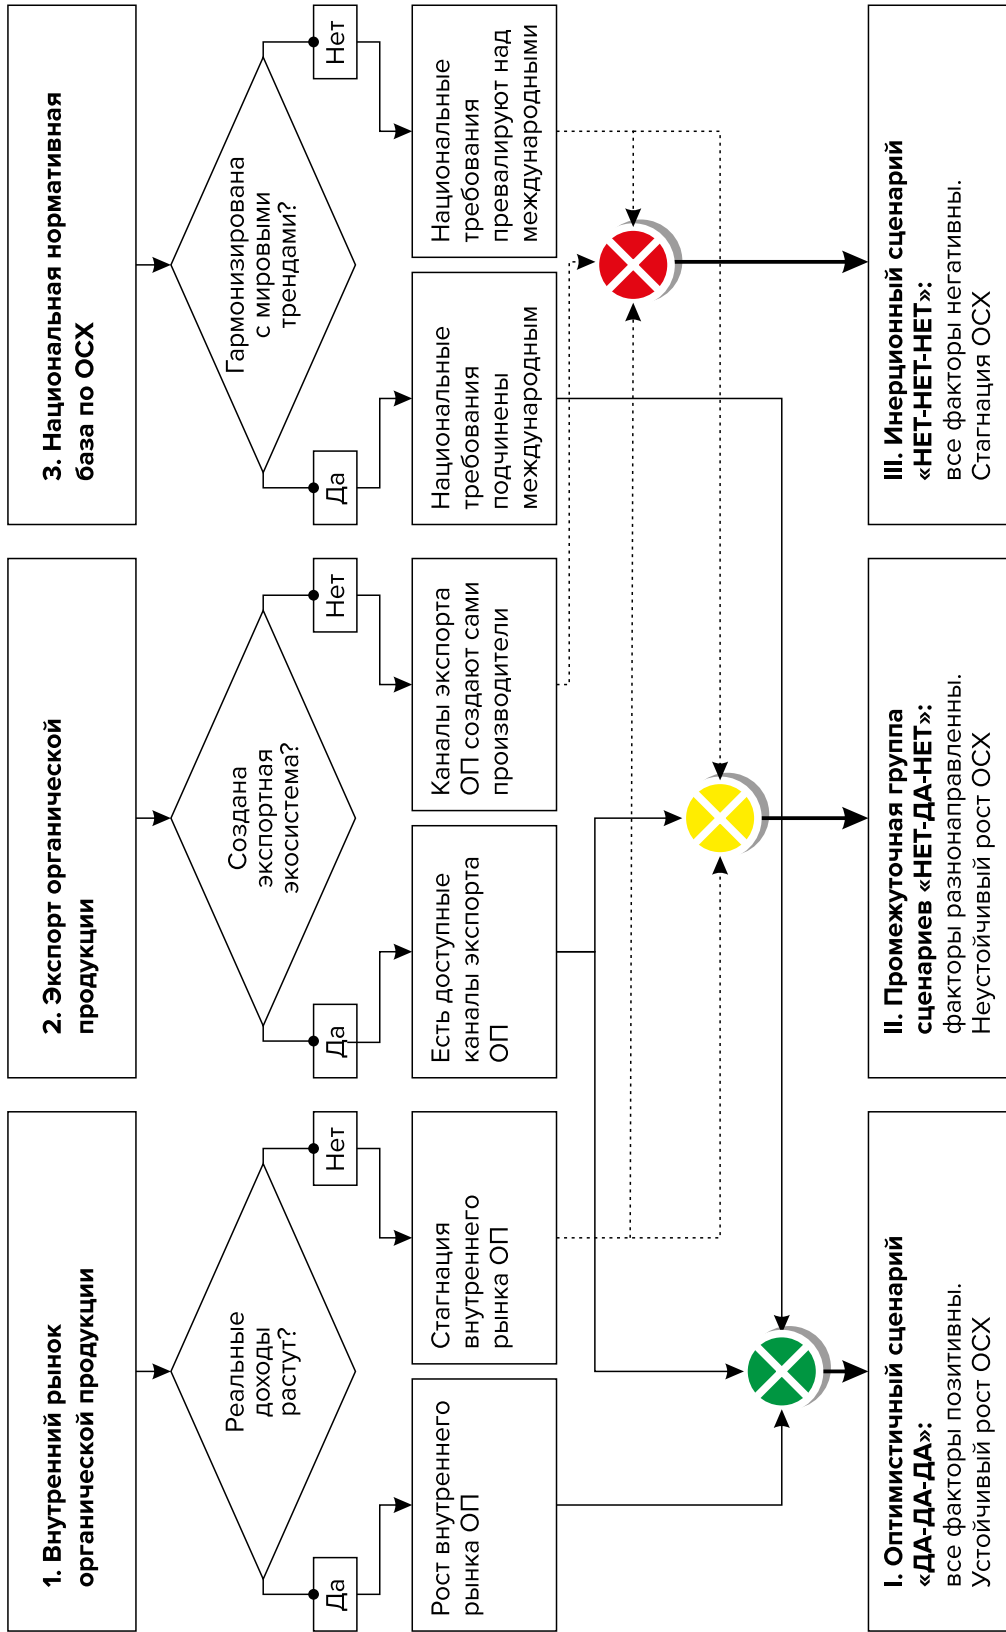 1. Внутренний рынок
органической продукции
Реальные
доходы
растут?
Да
Нет
Рост внутреннего
рынка ОП
Стагнация
внутреннего
рынка ОП
2. Экспорт органической
продукции
Создана
экспортная
экосистема?
Да
Нет
Есть доступные
каналы экспорта
ОП
Каналы экспорта
ОП создают сами
производители
3. Национальная нормативная
база по ОСХ
Гармонизирована
с мировыми
трендами?
Да
Нет
Национальные
требования
подчинены
международным
Национальные
требования
превалируют над
международными
I. Оптимистичный сценарий
«ДА-ДА-ДА»:
все факторы позитивны.
Устойчивый рост ОСХ
II. Промежуточная группа
сценариев «НЕТ-ДА-НЕТ»:
факторы разнонаправленны.
Неустойчивый рост ОСХ
III. Инерционный сценарий
«НЕТ-НЕТ-НЕТ»:
все факторы негативны.
Стагнация ОСХ